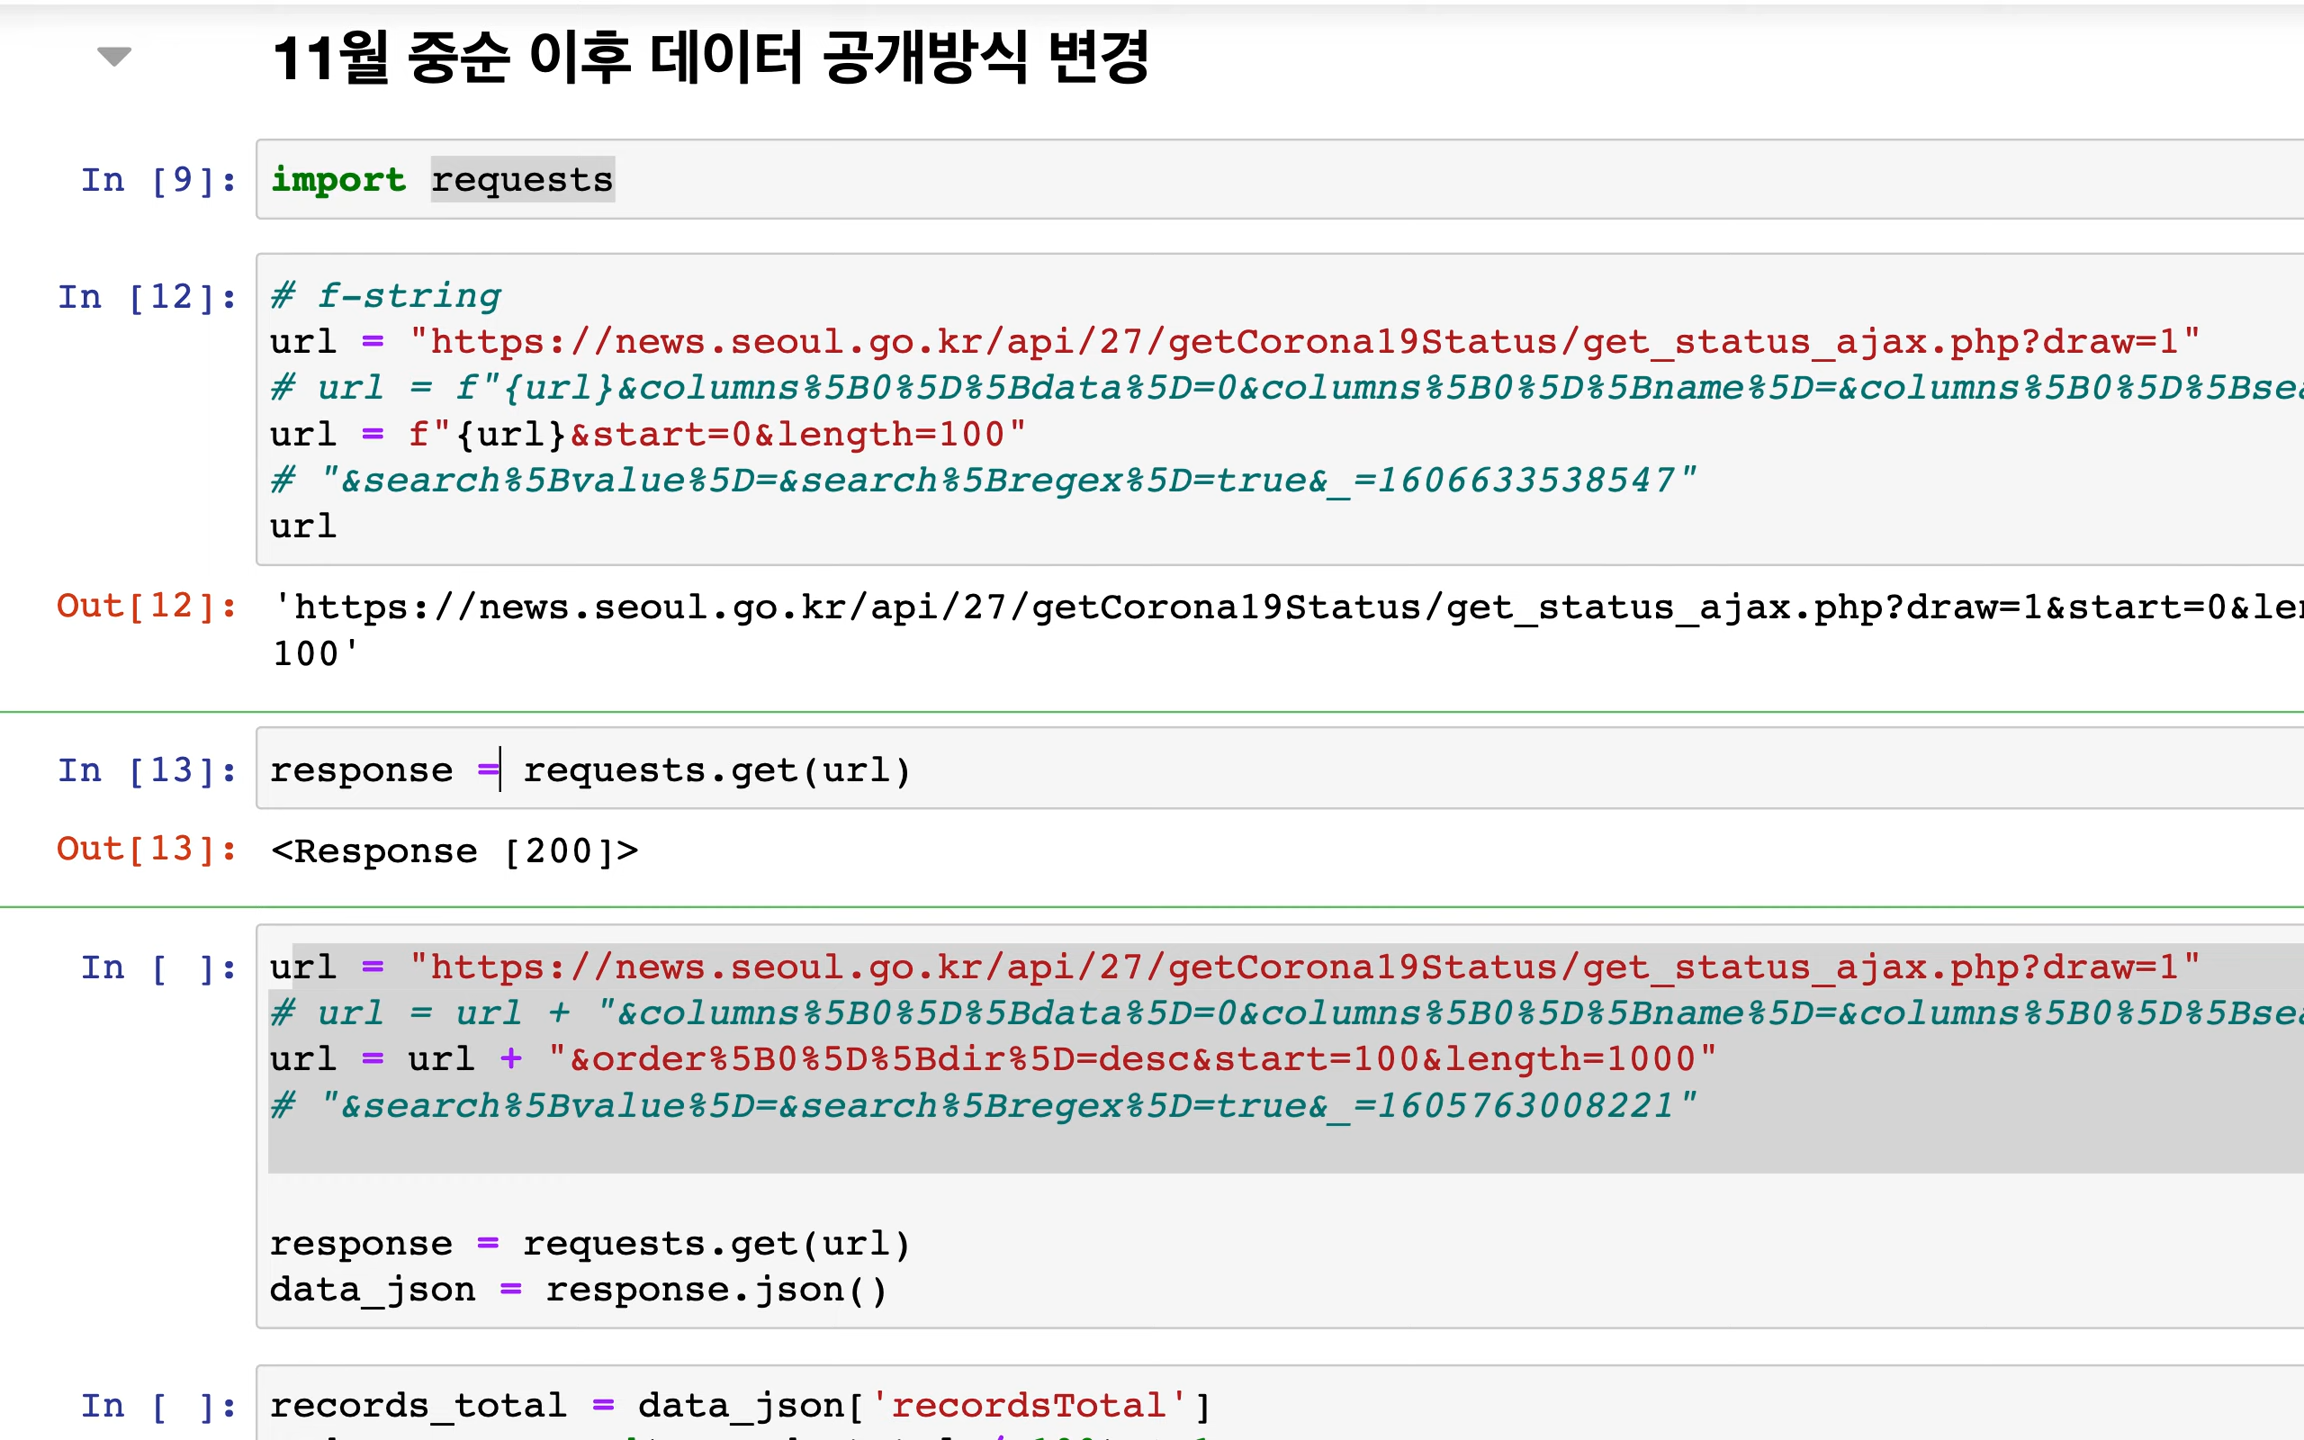 11월 중순 이후 데이터 공개방식 변경
In [9]: import requests
In [12]: # f-string
url = "https://news.seoul.go.kr/api/27/getCorona19Status/get_status_ajax.php?draw=1"
# url = f"{url}&columns%5B0%5D%5Bdata%5D=0&columns%5B0%5D%5Bname%5D=&columns%5B0%5D%5Bsea
url = f"{url}&start=0&length=100"
# "&search%5Bvalue%5D=&search%5Bregex%5D=true&_=1606633538547"
url
Out[12]: 'https://news.seoul.go.kr/api/27/getCorona19Status/get_status_ajax.php?draw=1&start=0&len
100'
In [13]: response = requests.get(url)
Out[13]: <Response [200]>
In [ ]: url = "https://news.seoul.go.kr/api/27/getCorona19Status/get_status_ajax.php?draw=1"
# url = url + "&columns%5B0%5D%5Bdata%5D=0&columns%5B0%5D%5Bname%5D=&columns%5B0%5D%5Bsea
url = url + "&order%5B0%5D%5Bdir%5D=desc&start=100&length=1000"
# "&search%5Bvalue%5D=&search%5Bregex%5D=true&_=1605763008221"
response = requests.get(url)
data_json = response.json()
In [ ]: records_total = data_json['recordsTotal']